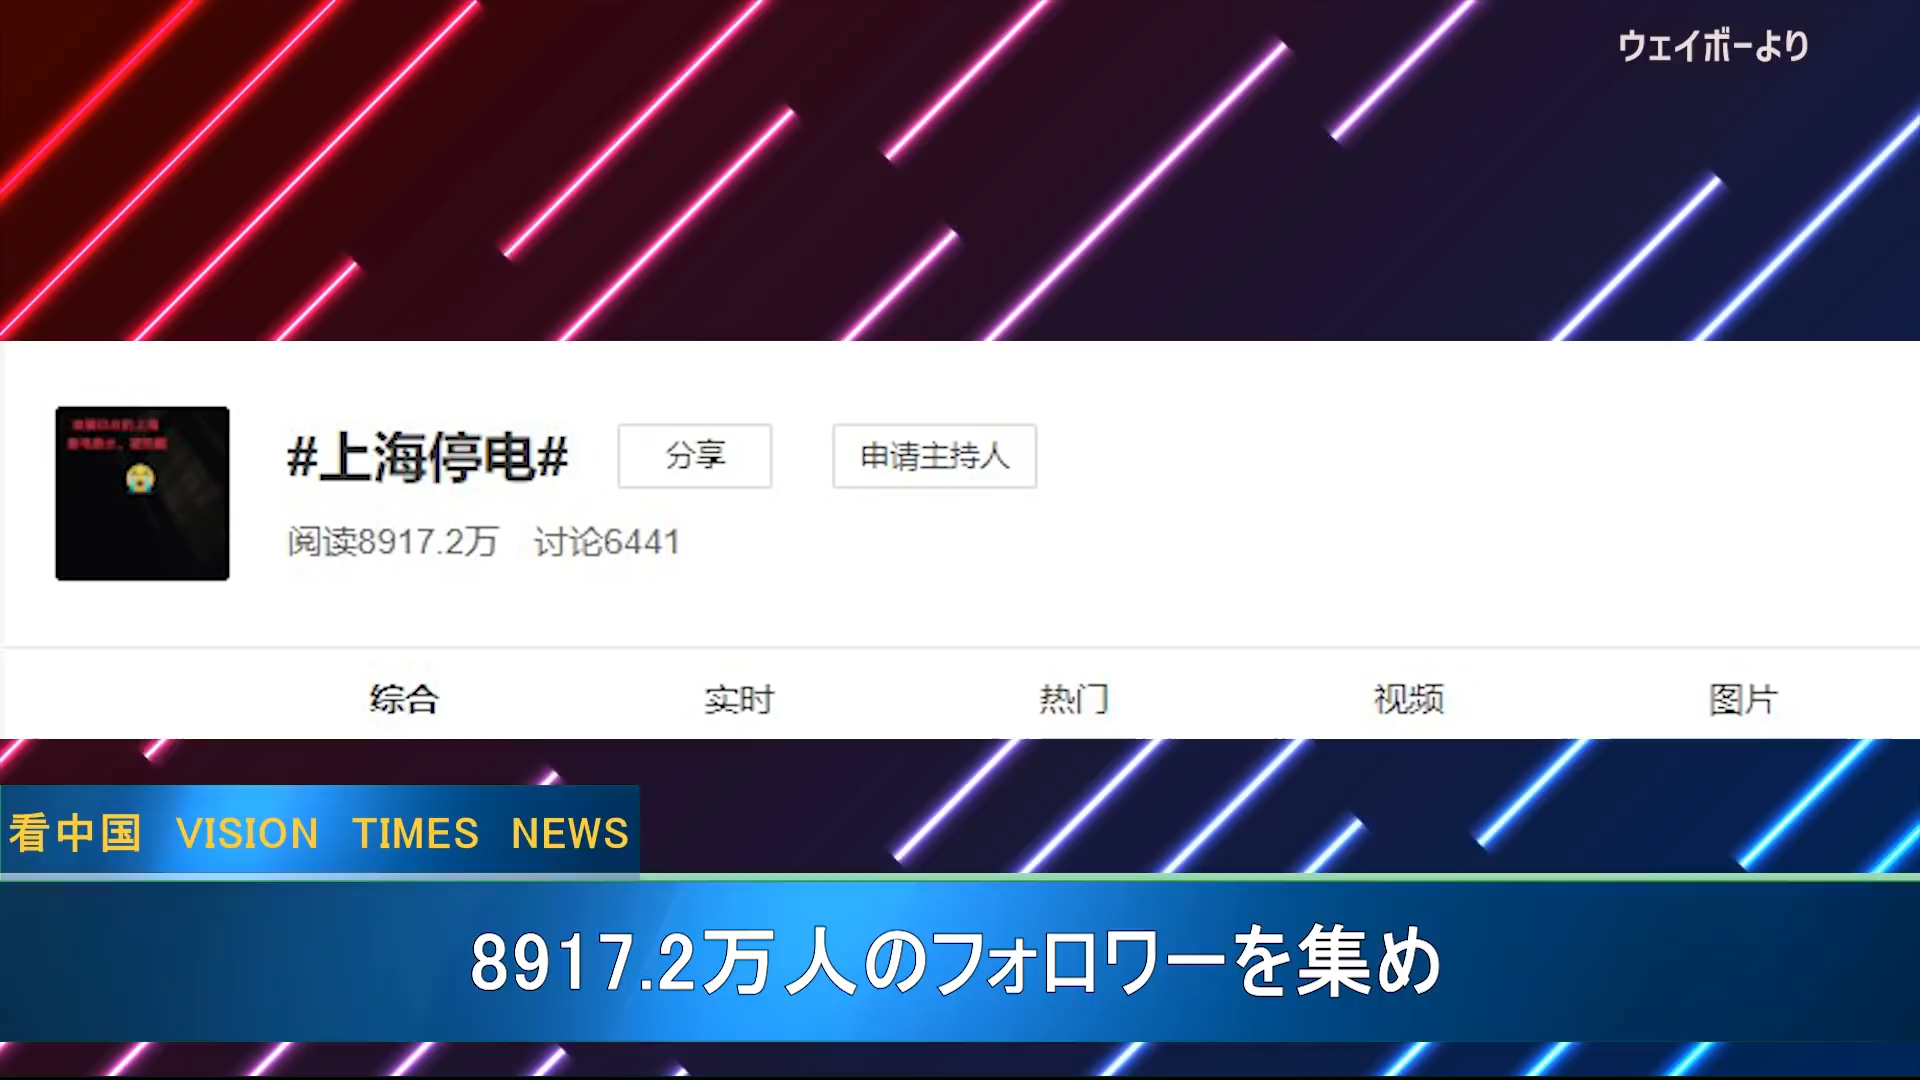 ウェイボーより
#上海停电#
分享
申请主持人
阅读8917.2万 讨论6441
综合 实时 热门 视频 图片
看中国 VISION TIMES NEWS
8917.2万人のフォロワーを集め